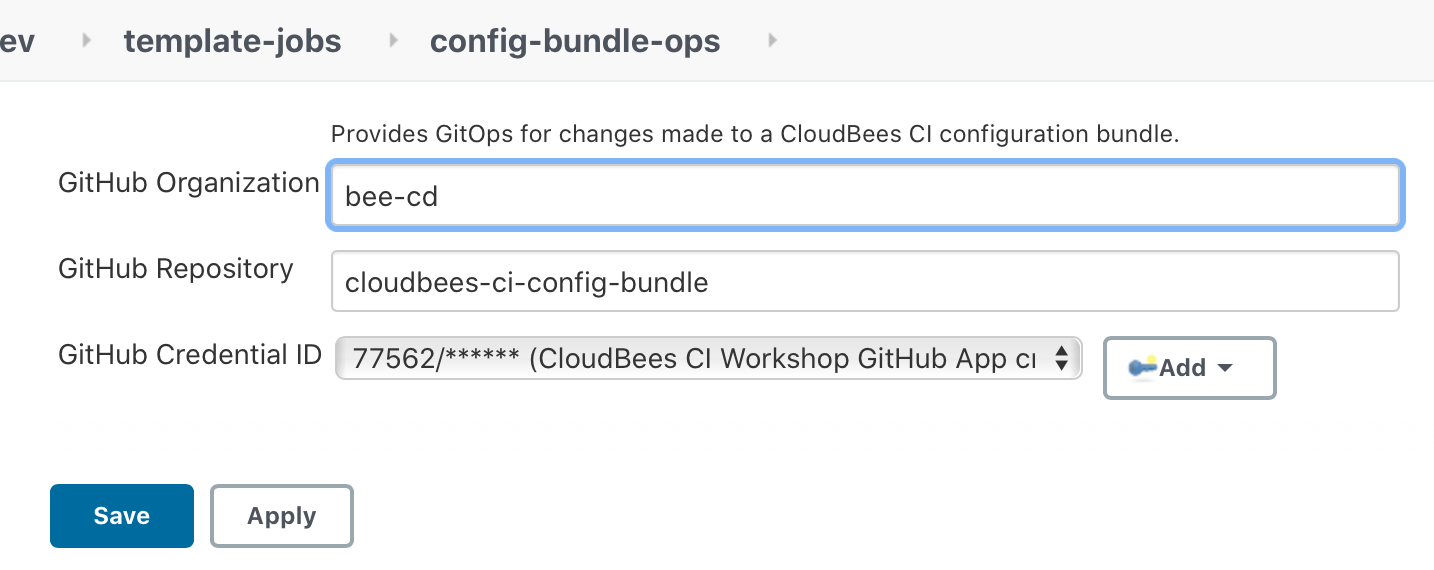 ev template-jobs config-bundle-ops
Provides GitOps for changes made to a CloudBees CI configuration bundle.
GitHub Organization bee-cd
GitHub Repository cloudbees-ci-config-bundle
GitHub Credential ID 77562/****** (CloudBees CI Workshop GitHub App Add
Save Apply